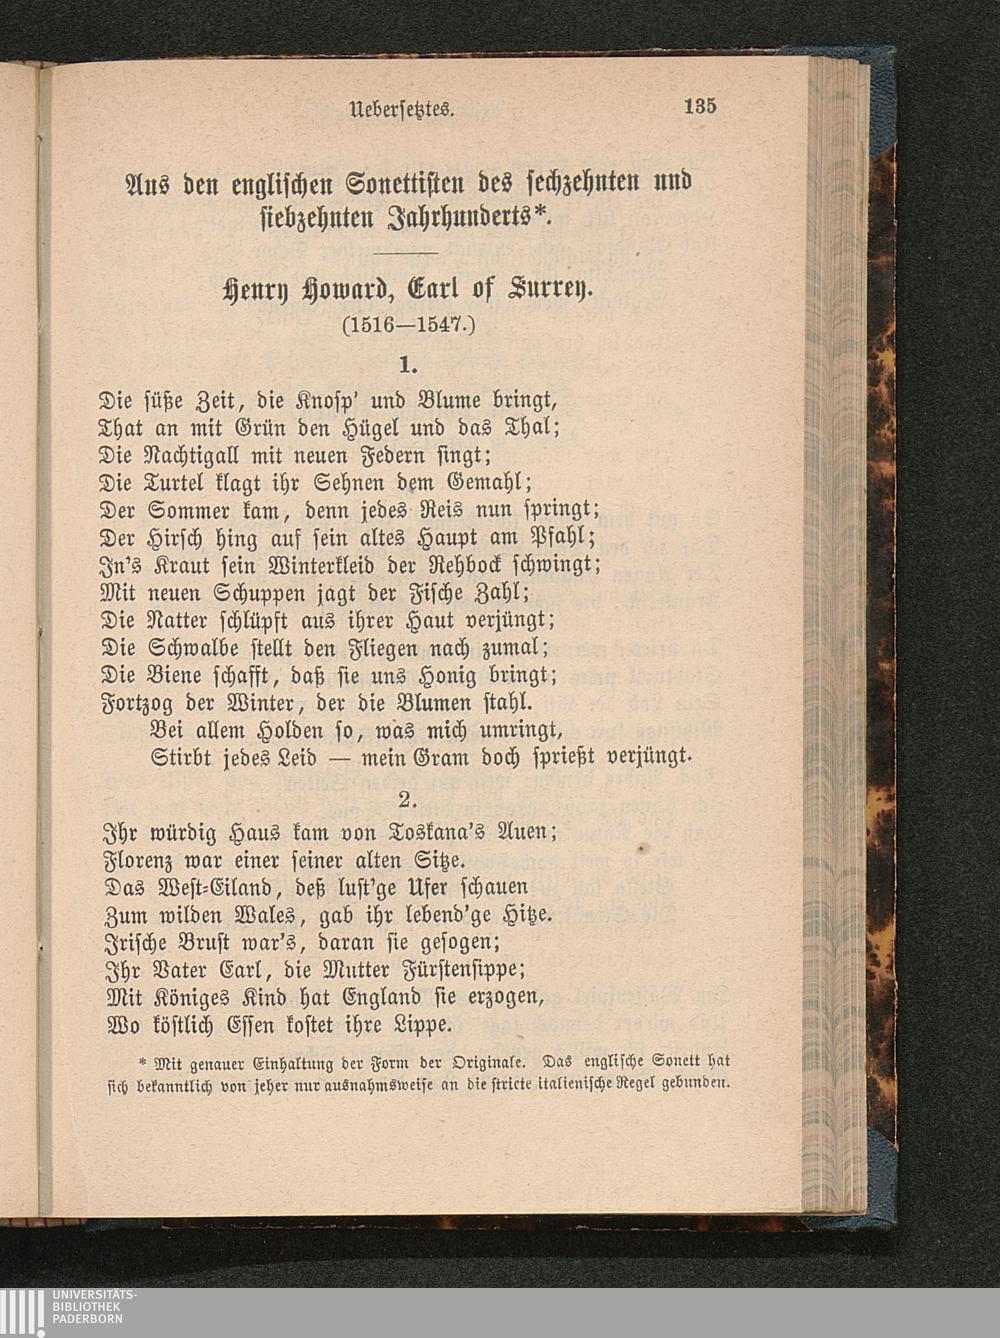 Uebersetztes. 135
Aus den englischen Sonettisten des sechzehnten und
siebzehnten Jahrhunderts*.
Henry Howard, Earl of Surrey.
(1516—1547.)
1.
Die süße Zeit, die Knosp' und Blume bringt,
That an mit Grün den Hügel und das Thal;
Die Nachtigall mit neuen Federn singt;
Die Turtel klagt ihr Sehnen dem Gemahl;
Der Sommer kam, denn jedes Reis nun springt;
Der Hirsch hing auf sein altes Haupt am Pfahl;
In's Kraut sein Winterkleid der Rehbock schwingt;
Mit neuen Schuppen jagt der Fische Zahl;
Die Natter schlüpft aus ihrer Haut verjüngt;
Die Schwalbe stellt den Fliegen nach zumal;
Die Biene schafft, daß sie uns Honig bringt;
Fortzog der Winter, der die Blumen stahl.
Bei allem Holden so, was mich umringt,
Stirbt jedes Leid — mein Gram doch sprießt verjüngt.
2.
Ihr würdig Haus kam von Toskana's Auen;
Florenz war einer seiner alten Sitze.
Das West-Eiland, deß lust'ge Ufer schauen
Zum wilden Wales, gab ihr lebend'ge Hitze.
Irische Brust war's, daran sie gesogen;
Ihr Vater Earl, die Mutter Fürstensippe;
Mit Königes Kind hat England sie erzogen,
Wo köstlich Essen kostet ihre Lippe.
* Mit genauer Einhaltung der Form der Originale. Das englische Sonett hat
sich bekanntlich von jeher nur ausnahmsweise an die stricte italienische Regel gebunden.
UNIVERSITÄTS-
BIBLIOTHEK
PADERBORN